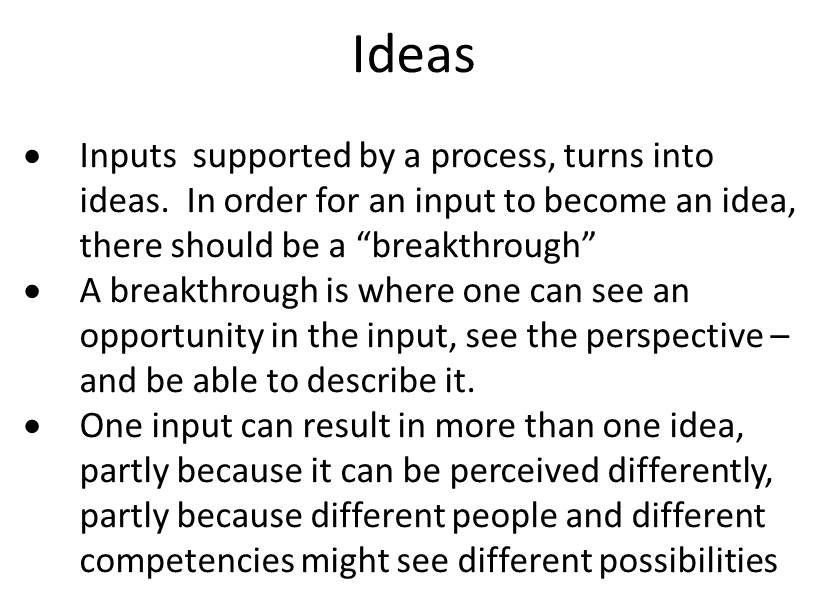 Ideas
• Inputs  supported by a process, turns into
ideas.  In order for an input to become an idea,
there should be a “breakthrough”
• A breakthrough is where one can see an
opportunity in the input, see the perspective –
and be able to describe it.
• One input can result in more than one idea,
partly because it can be perceived differently,
partly because different people and different
competencies might see different possibilities